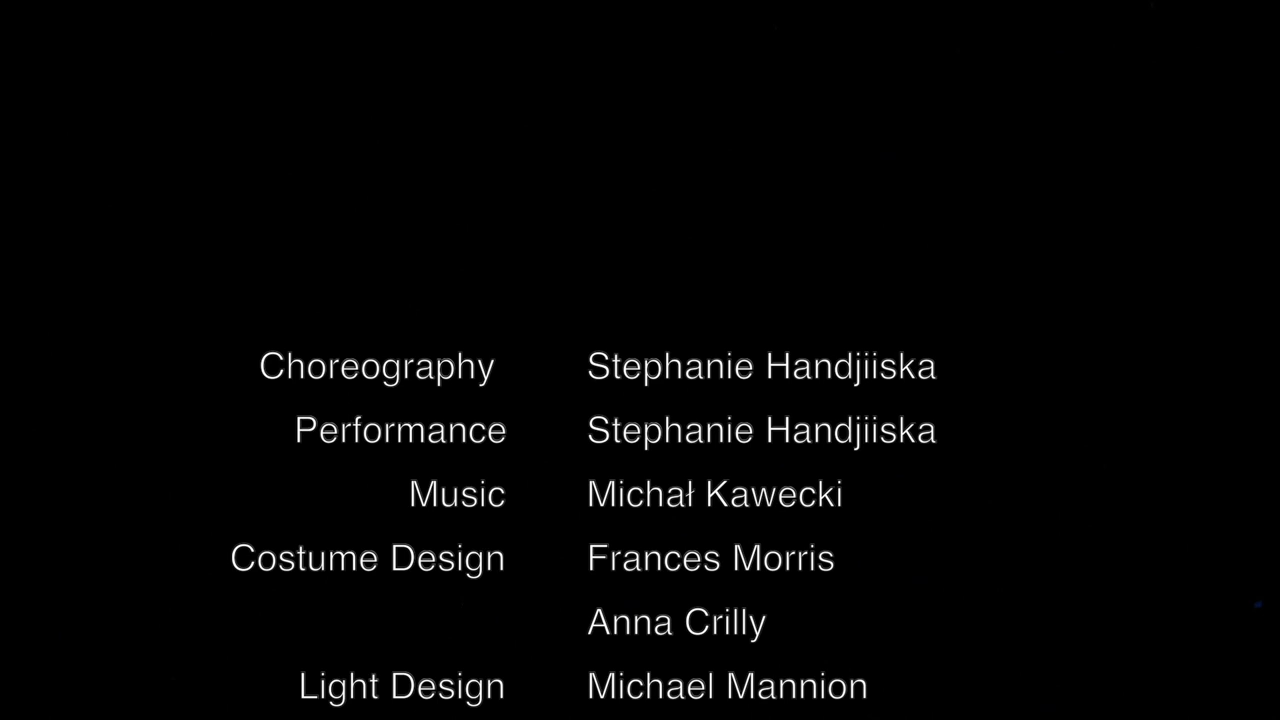 Choreography Stephanie Handjiiska
Performance Stephanie Handjiiska
Music Michał Kawecki
Costume Design Frances Morris
Anna Crilly
Light Design Michael Mannion